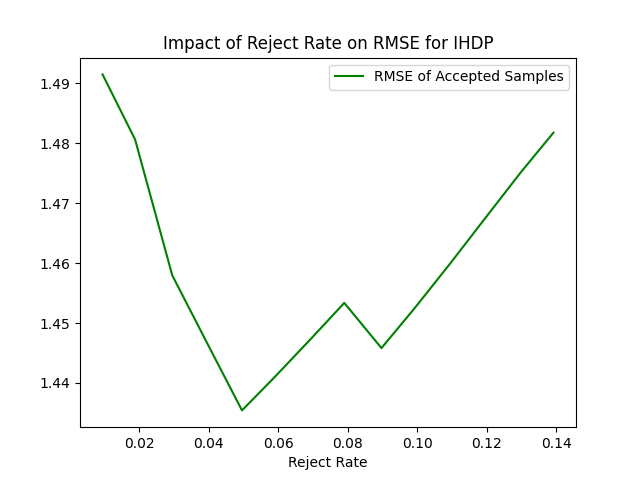 Impact of Reject Rate on RMSE for IHDP
RMSE of Accepted Samples
1.49
1.48
1.47
1.46
1.45
1.44
0.02 0.04 0.06 0.08 0.10 0.12 0.14
Reject Rate